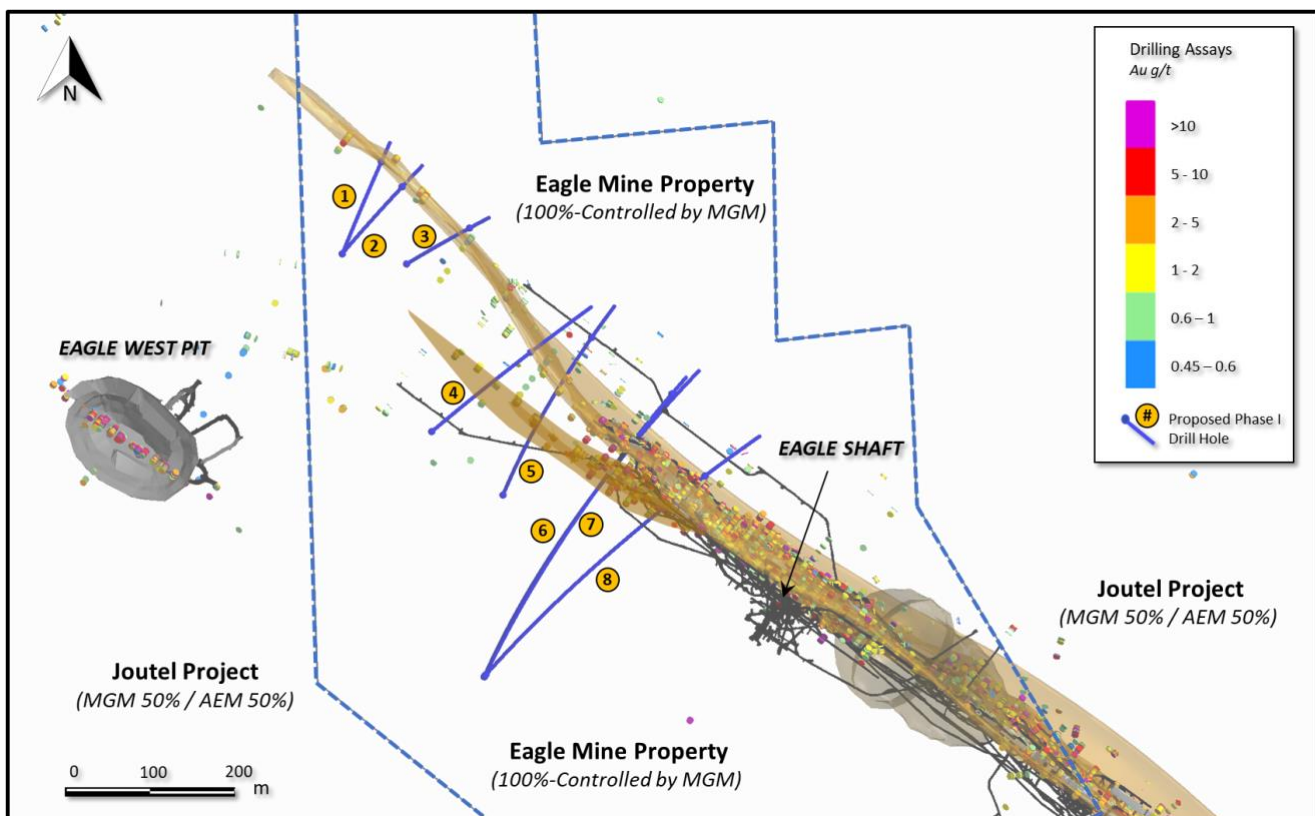 N
Drilling Assays
Au g/t
>10
5 - 10
2 - 5
1 - 2
0.6 – 1
0.45 – 0.6
#
Proposed Phase I
Drill Hole
Eagle Mine Property
(100%-Controlled by MGM)
1
2
3
EAGLE WEST PIT
4
EAGLE SHAFT
5
6
7
8
Joutel Project
(MGM 50% / AEM 50%)
Joutel Project
(MGM 50% / AEM 50%)
Eagle Mine Property
(100%-Controlled by MGM)
0 100 200
m